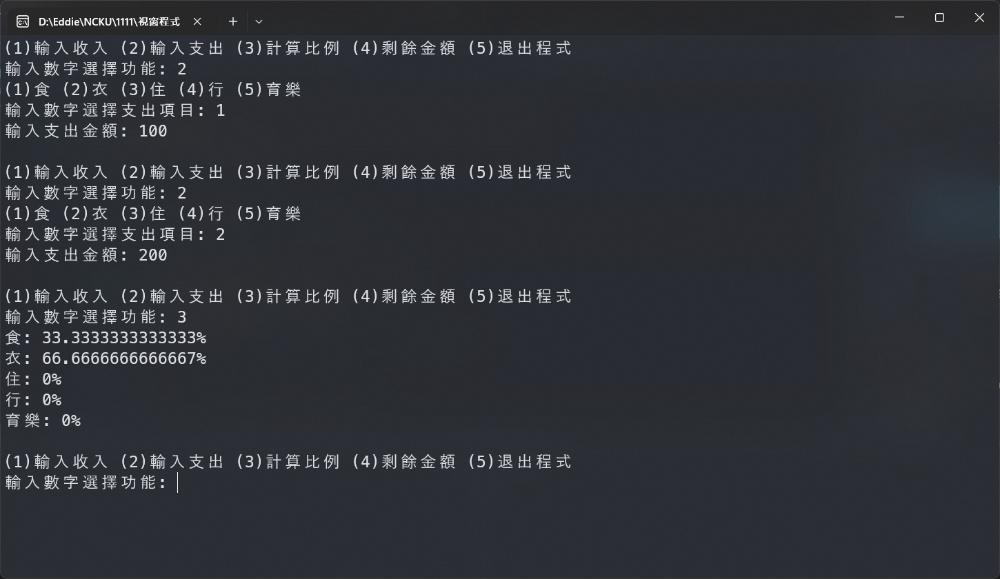 D:\Eddie\NCKU\1111\視窗程式
(1)輸入收入 (2)輸入支出 (3)計算比例 (4)剩餘金額 (5)退出程式
輸入數字選擇功能: 2
(1)食 (2)衣 (3)住 (4)行 (5)育樂
輸入數字選擇支出項目: 1
輸入支出金額: 100
(1)輸入收入 (2)輸入支出 (3)計算比例 (4)剩餘金額 (5)退出程式
輸入數字選擇功能: 2
(1)食 (2)衣 (3)住 (4)行 (5)育樂
輸入數字選擇支出項目: 2
輸入支出金額: 200
(1)輸入收入 (2)輸入支出 (3)計算比例 (4)剩餘金額 (5)退出程式
輸入數字選擇功能: 3
食: 33.33333333333333%
衣: 66.66666666666667%
住: 0%
行: 0%
育樂: 0%
(1)輸入收入 (2)輸入支出 (3)計算比例 (4)剩餘金額 (5)退出程式
輸入數字選擇功能: